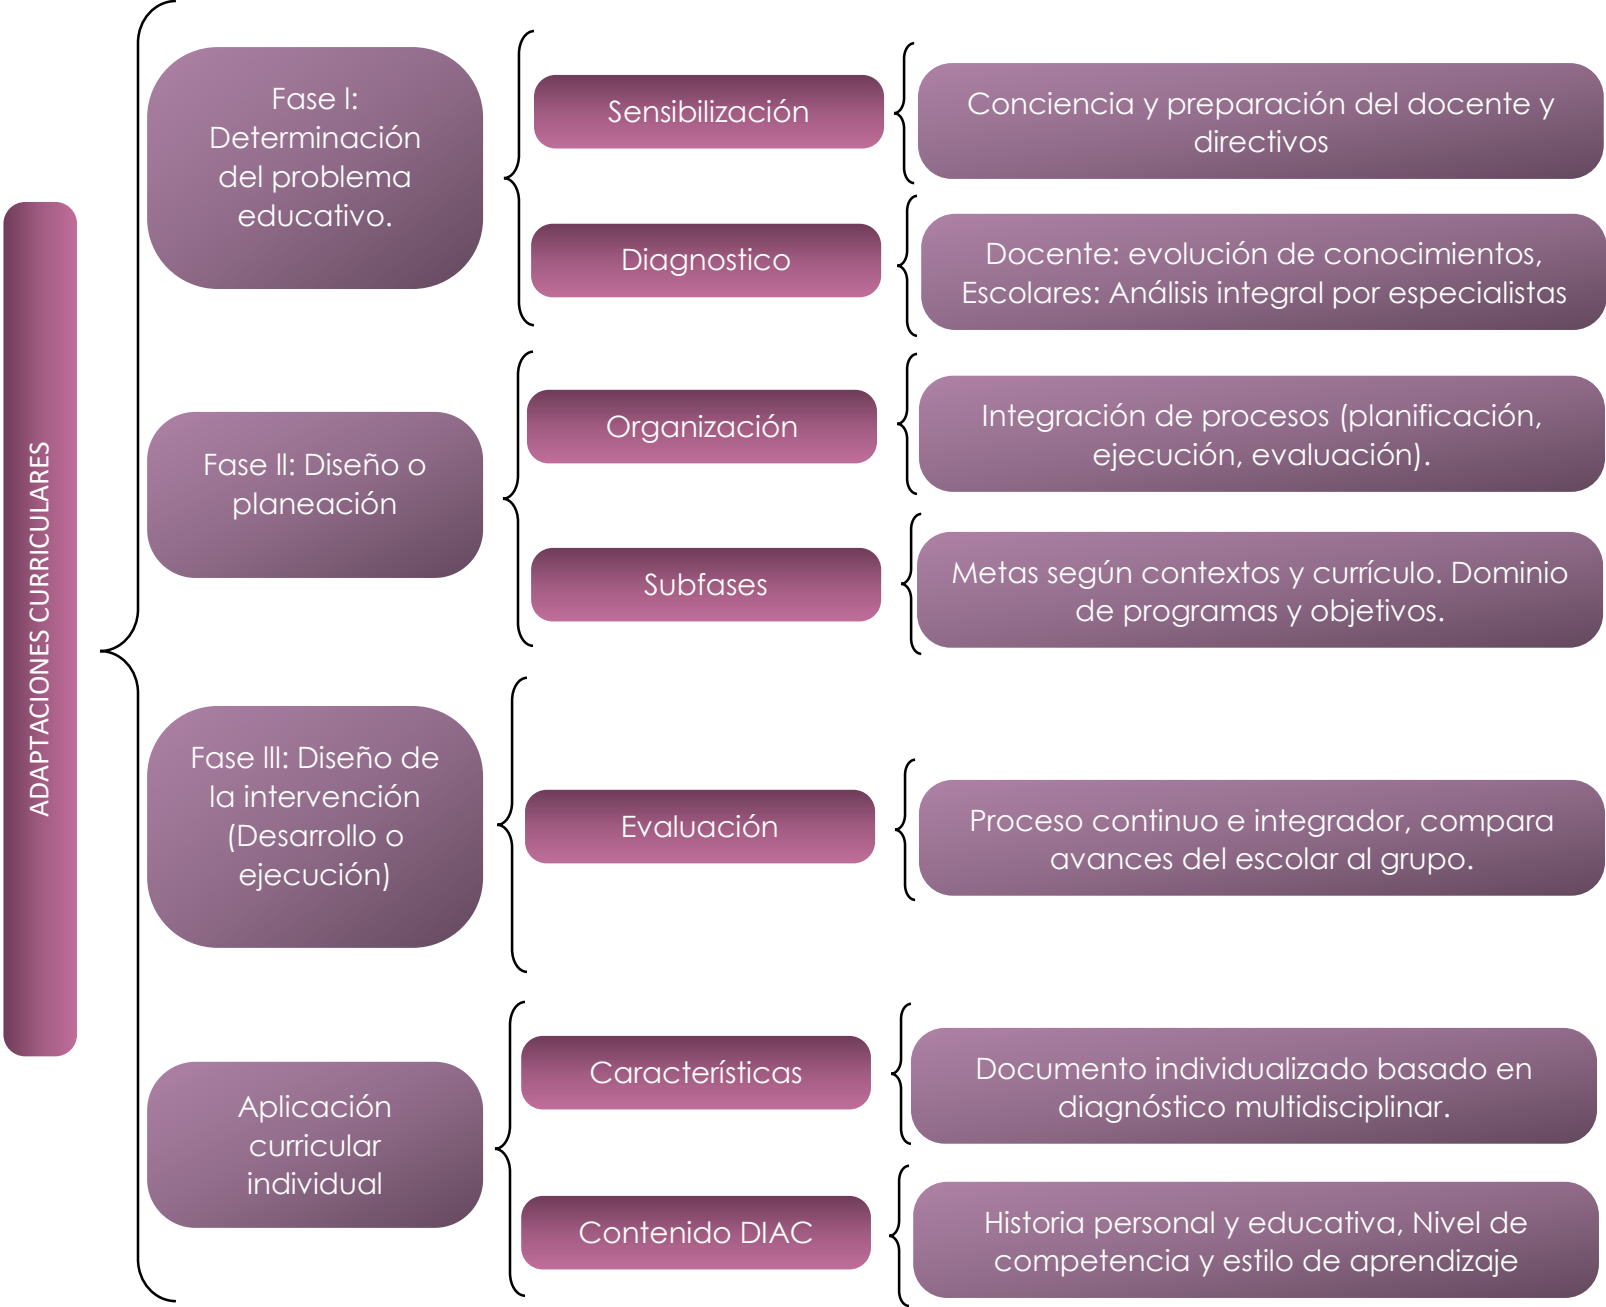 ADAPTACIONES CURRICULARES
Fase I:
Determinación
del problema
educativo.
Sensibilización
Conciencia y preparación del docente y
directivos
Diagnostico
Docente: evolución de conocimientos,
Escolares: Análisis integral por especialistas
Fase II: Diseño o
planeación
Organización
Integración de procesos (planificación,
ejecución, evaluación).
Subfases
Metas según contextos y currículo. Dominio
de programas y objetivos.
Fase III: Diseño de
la intervención
(Desarrollo o
ejecución)
Evaluación
Proceso continuo e integrador, compara
avances del escolar al grupo.
Aplicación
curricular
individual
Características
Documento individualizado basado en
diagnóstico multidisciplinar.
Contenido DIAC
Historia personal y educativa, Nivel de
competencia y estilo de aprendizaje